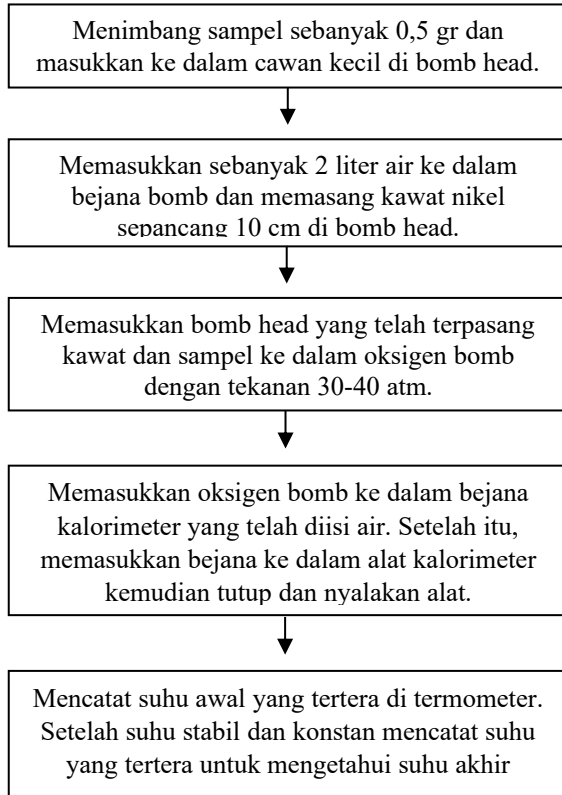 Menimbang sampel sebanyak 0,5 gr dan
masukkan ke dalam cawan kecil di bomb head.
Memasukkan sebanyak 2 liter air ke dalam
bejana bomb dan memasang kawat nikel
sepancang 10 cm di bomb head.
Memasukkan bomb head yang telah terpasang
kawat dan sampel ke dalam oksigen bomb
dengan tekanan 30-40 atm.
Memasukkan oksigen bomb ke dalam bejana
kalorimeter yang telah diisi air. Setelah itu,
memasukkan bejana ke dalam alat kalorimeter
kemudian tutup dan nyalakan alat.
Mencatat suhu awal yang tertera di termometer.
Setelah suhu stabil dan konstan mencatat suhu
yang tertera untuk mengetahui suhu akhir